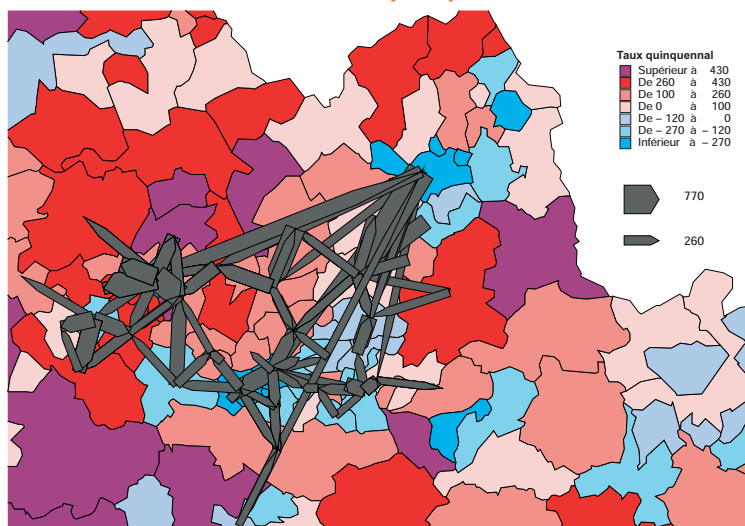 Taux quinquennal
Supérieur à 430
De 260 à 430
De 100 à 260
De 0 à 100
De – 120 à 0
De – 270 à – 120
Inférieur à – 270
770
260